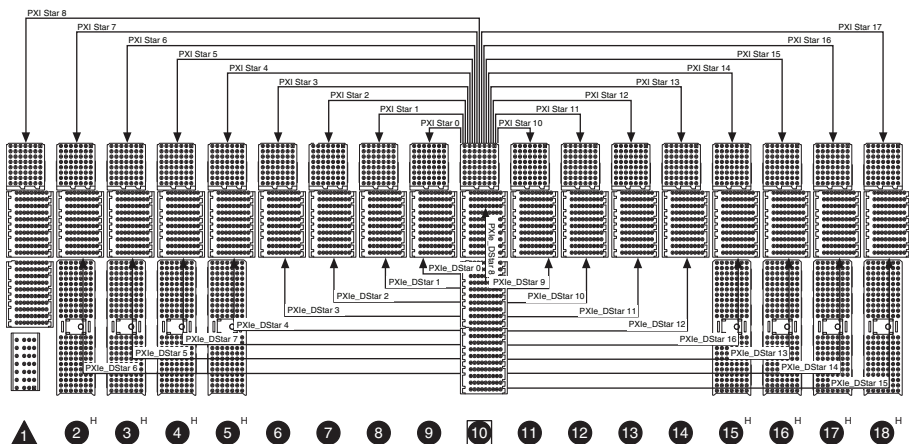 PXI Star 8
PXI Star 7
PXI Star 6
PXI Star 5
PXI Star 4
PXI Star 3
PXI Star 2
PXI Star 1
PXI Star 0
PXI Star 17
PXI Star 16
PXI Star 15
PXI Star 14
PXI Star 13
PXI Star 12
PXI Star 11
PXI Star 10
PXIe_DStar 8
PXIe_DStar 0
PXIe_DStar 1
PXIe_DStar 2
PXIe_DStar 3
PXIe_DStar 4
PXIe_DStar 7
PXIe_DStar 5
PXIe_DStar 6
PXIe_DStar 9
PXIe_DStar 10
PXIe_DStar 11
PXIe_DStar 12
PXIe_DStar 16
PXIe_DStar 13
PXIe_DStar 14
PXIe_DStar 15
1 2 H 3 H 4 H 5 H 6 7 8 9 10 11 12 13 14 15 H 16 H 17 H 18 H